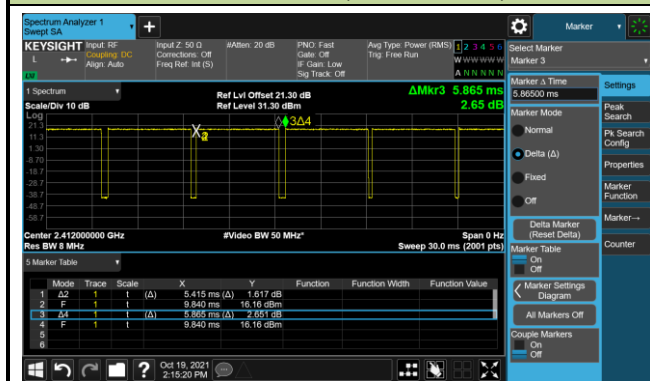 Spectrum Analyzer 1
Swept SA
+
Marker
KEYSIGHT Input: RF Input Z: 50 Ω #Atten: 20 dB PNO: Fast Avg Type: Power (RMS) 1 2 3 4 5 6
L Coupling: DC Corrections: Off Gate: Off Trig: Free Run W W W W W W
Align: Auto Freq Ref: Int (S) IF Gain: Low A N N N N N
Sig Track: Off
Select Marker
Marker 3
1 Spectrum
ΔMkr3 5.865 ms
Ref Lvl Offset 21.30 dB
Scale/Div 10 dB Ref Level 31.30 dBm 2.65 dB
Log
21.3
11.3
1.30
-8.70
-18.7
-28.7
-38.7
-48.7
-58.7
X2
3Δ4
Center 2.412000000 GHz #Video BW 50 MHz* Span 0 Hz
Res BW 8 MHz Sweep 30.0 ms (2001 pts)
5 Marker Table
Mode Trace Scale X Y Function Function Width Function Value
1 Δ2 1 t (Δ) 5.415 ms (Δ) 1.617 dB
2 F 1 t 9.840 ms 16.16 dBm
3 Δ4 1 t (Δ) 5.865 ms (Δ) 2.651 dB
4 F 1 t 9.840 ms 16.16 dBm
5
6
Marker Δ Time
5.86500 ms
Marker Mode
Normal
Delta (Δ)
Fixed
Off
Delta Marker
(Reset Delta)
Marker Table
On
Off
Marker Settings
Diagram
All Markers Off
Couple Markers
On
Off
Settings
Peak
Search
Pk Search
Config
Properties
Marker
Function
Marker→
Counter
? Oct 19, 2021
2:15:20 PM